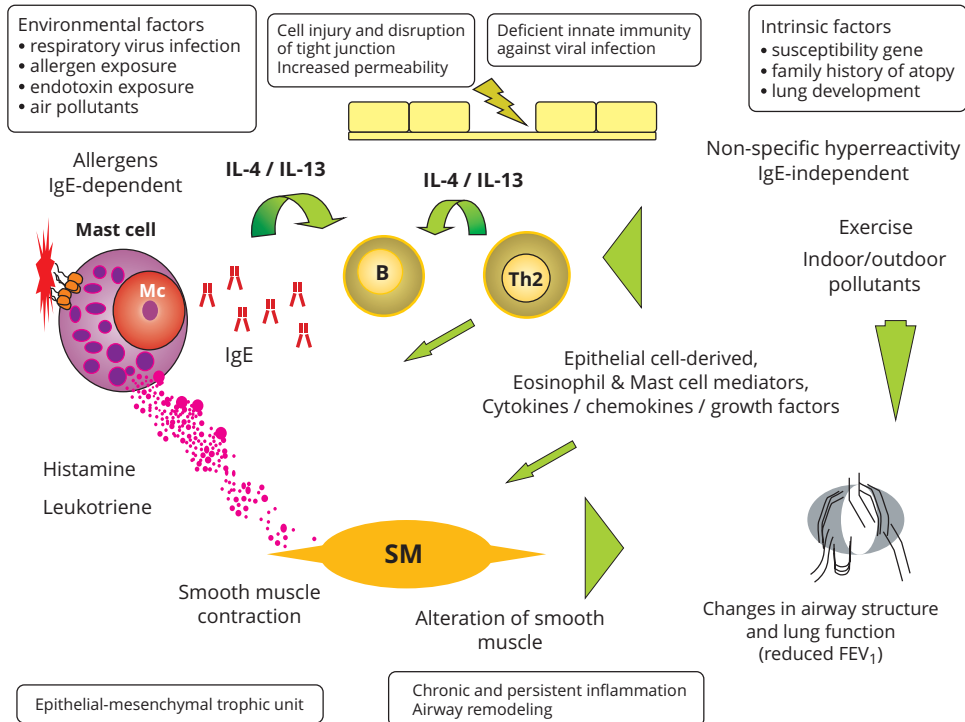 Environmental factors
• respiratory virus infection
• allergen exposure
• endotoxin exposure
• air pollutants
Cell injury and disruption
of tight junction
Increased permeability
Deficient innate immunity
against viral infection
Intrinsic factors
• susceptibility gene
• family history of atopy
• lung development
Allergens
IgE-dependent
IL-4 / IL-13
IL-4 / IL-13
Non-specific hyperreactivity
IgE-independent
Mast cell
Mc
B
Th2
IgE
Exercise
Indoor/outdoor
pollutants
Epithelial cell-derived,
Eosinophil & Mast cell mediators,
Cytokines / chemokines / growth factors
Histamine
Leukotriene
SM
Smooth muscle
contraction
Alteration of smooth
muscle
Changes in airway structure
and lung function
(reduced FEV₁)
Epithelial-mesenchymal trophic unit
Chronic and persistent inflammation
Airway remodeling